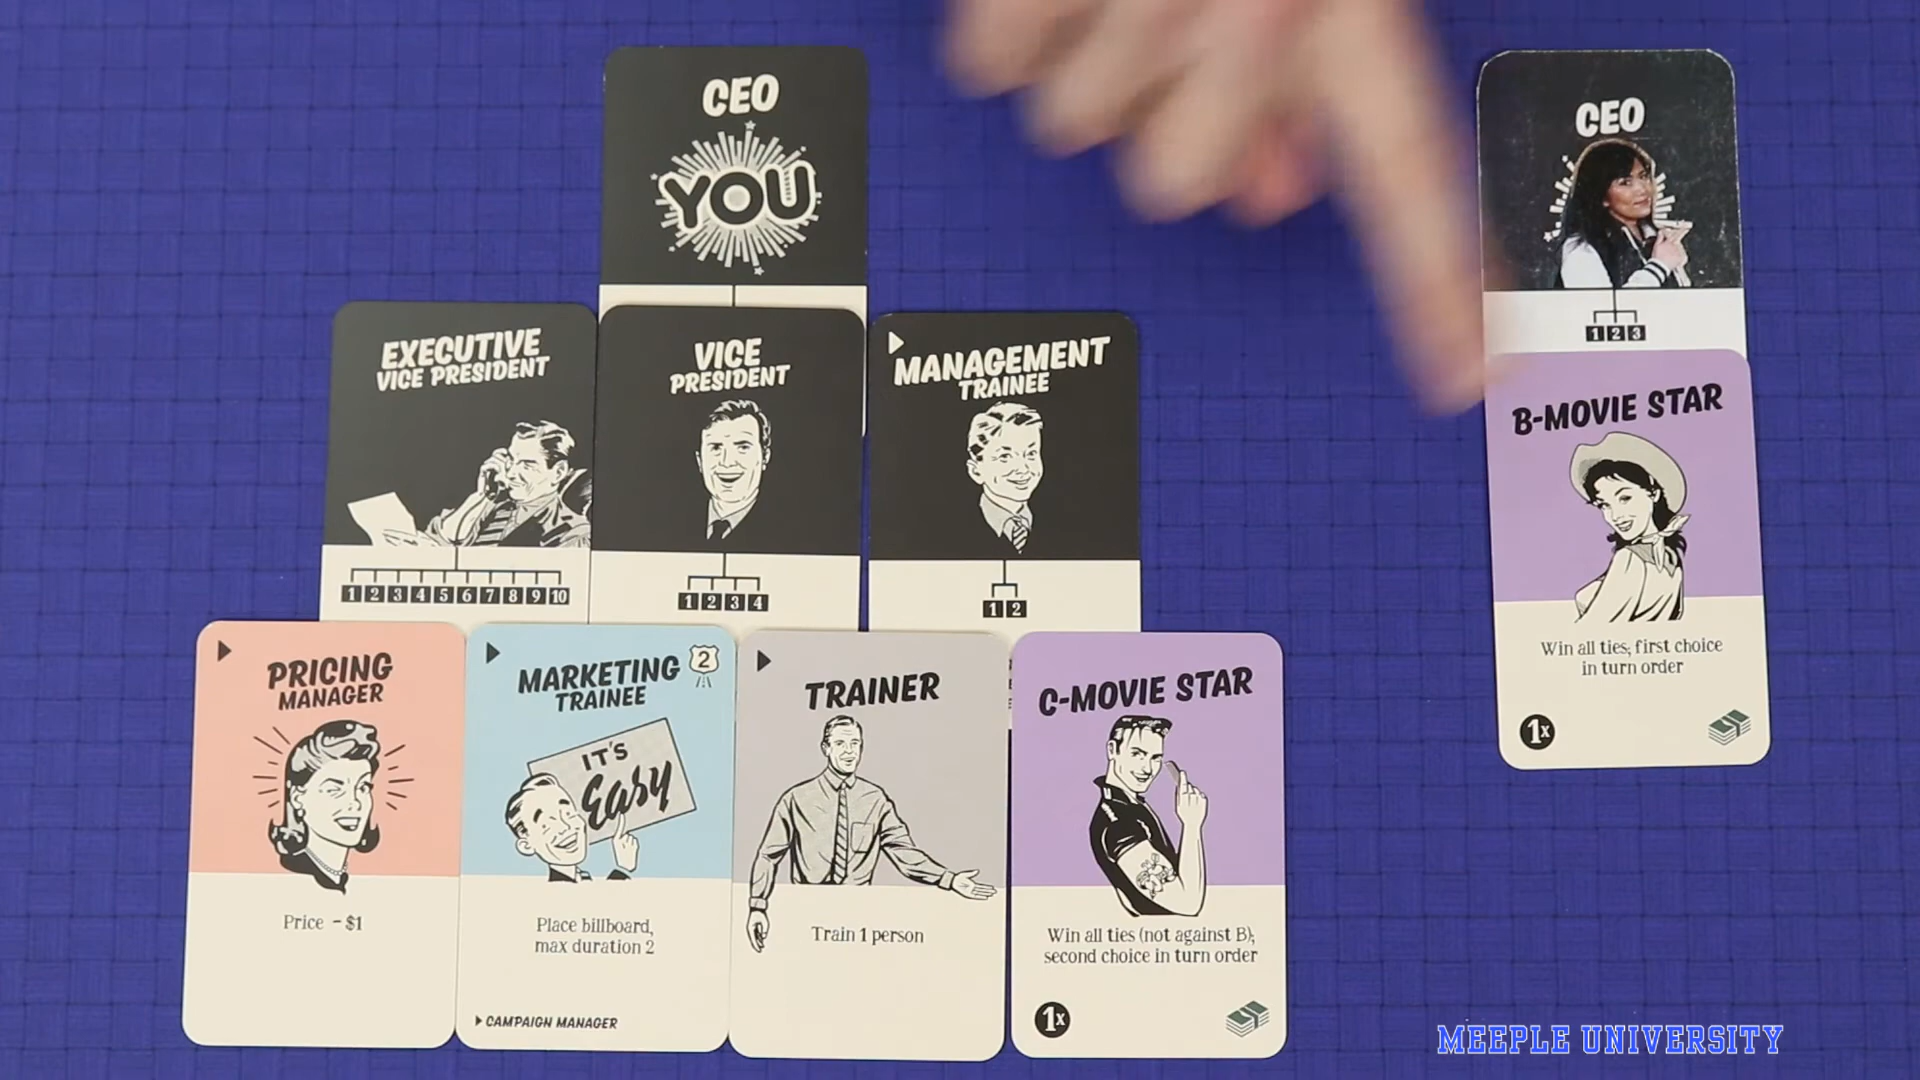 CEO
YOU
EXECUTIVE
VICE PRESIDENT
1 2 3 4 5 6 7 8 9 10
VICE
PRESIDENT
1 2 3 4
MANAGEMENT
TRAINEE
1 2
PRICING
MANAGER
Price - $1
MARKETING
TRAINEE
2
IT'S
Easy
Place billboard,
max duration 2
CAMPAIGN MANAGER
TRAINER
Train 1 person
C-MOVIE STAR
Win all ties (not against B);
second choice in turn order
1x
CEO
1 2 3
B-MOVIE STAR
Win all ties; first choice
in turn order
1x
MEEPLE UNIVERSITY